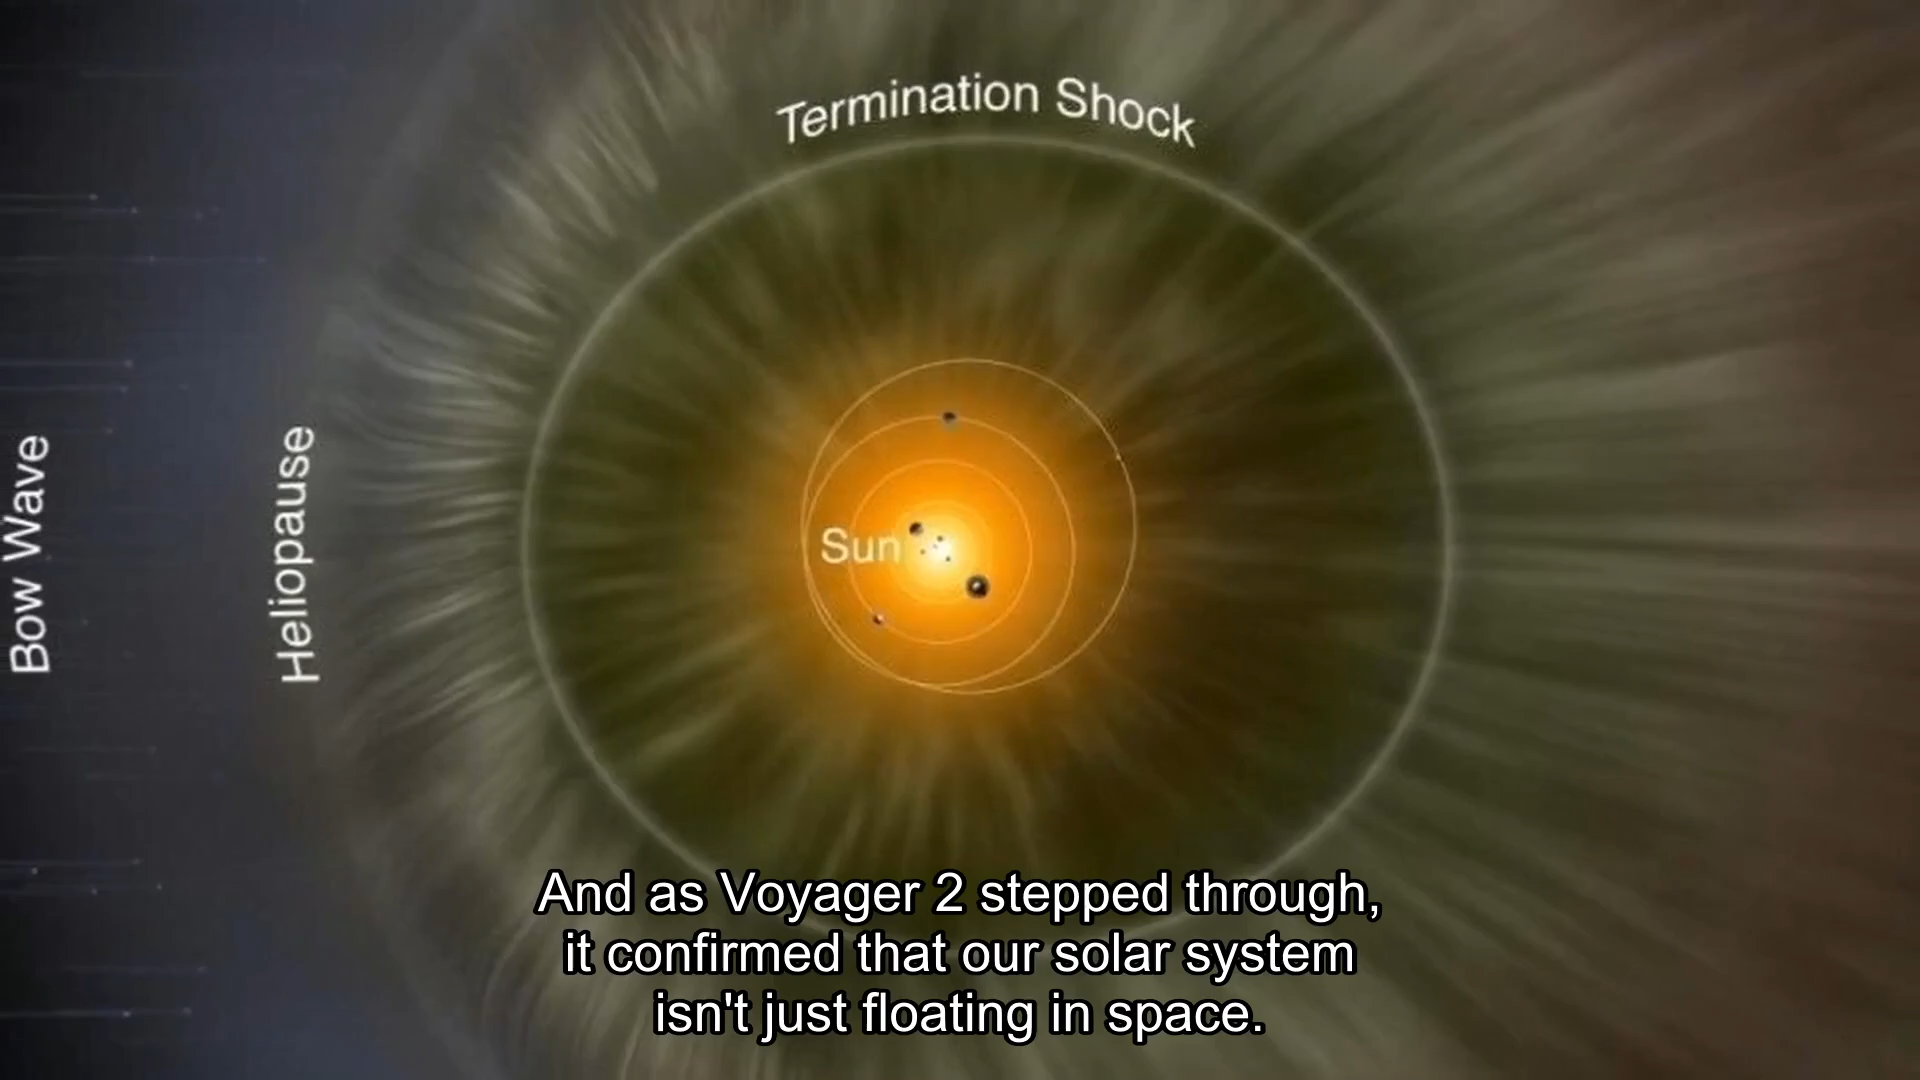 Termination Shock
Bow Wave
Heliopause
Sun
And as Voyager 2 stepped through,
it confirmed that our solar system
isn't just floating in space.